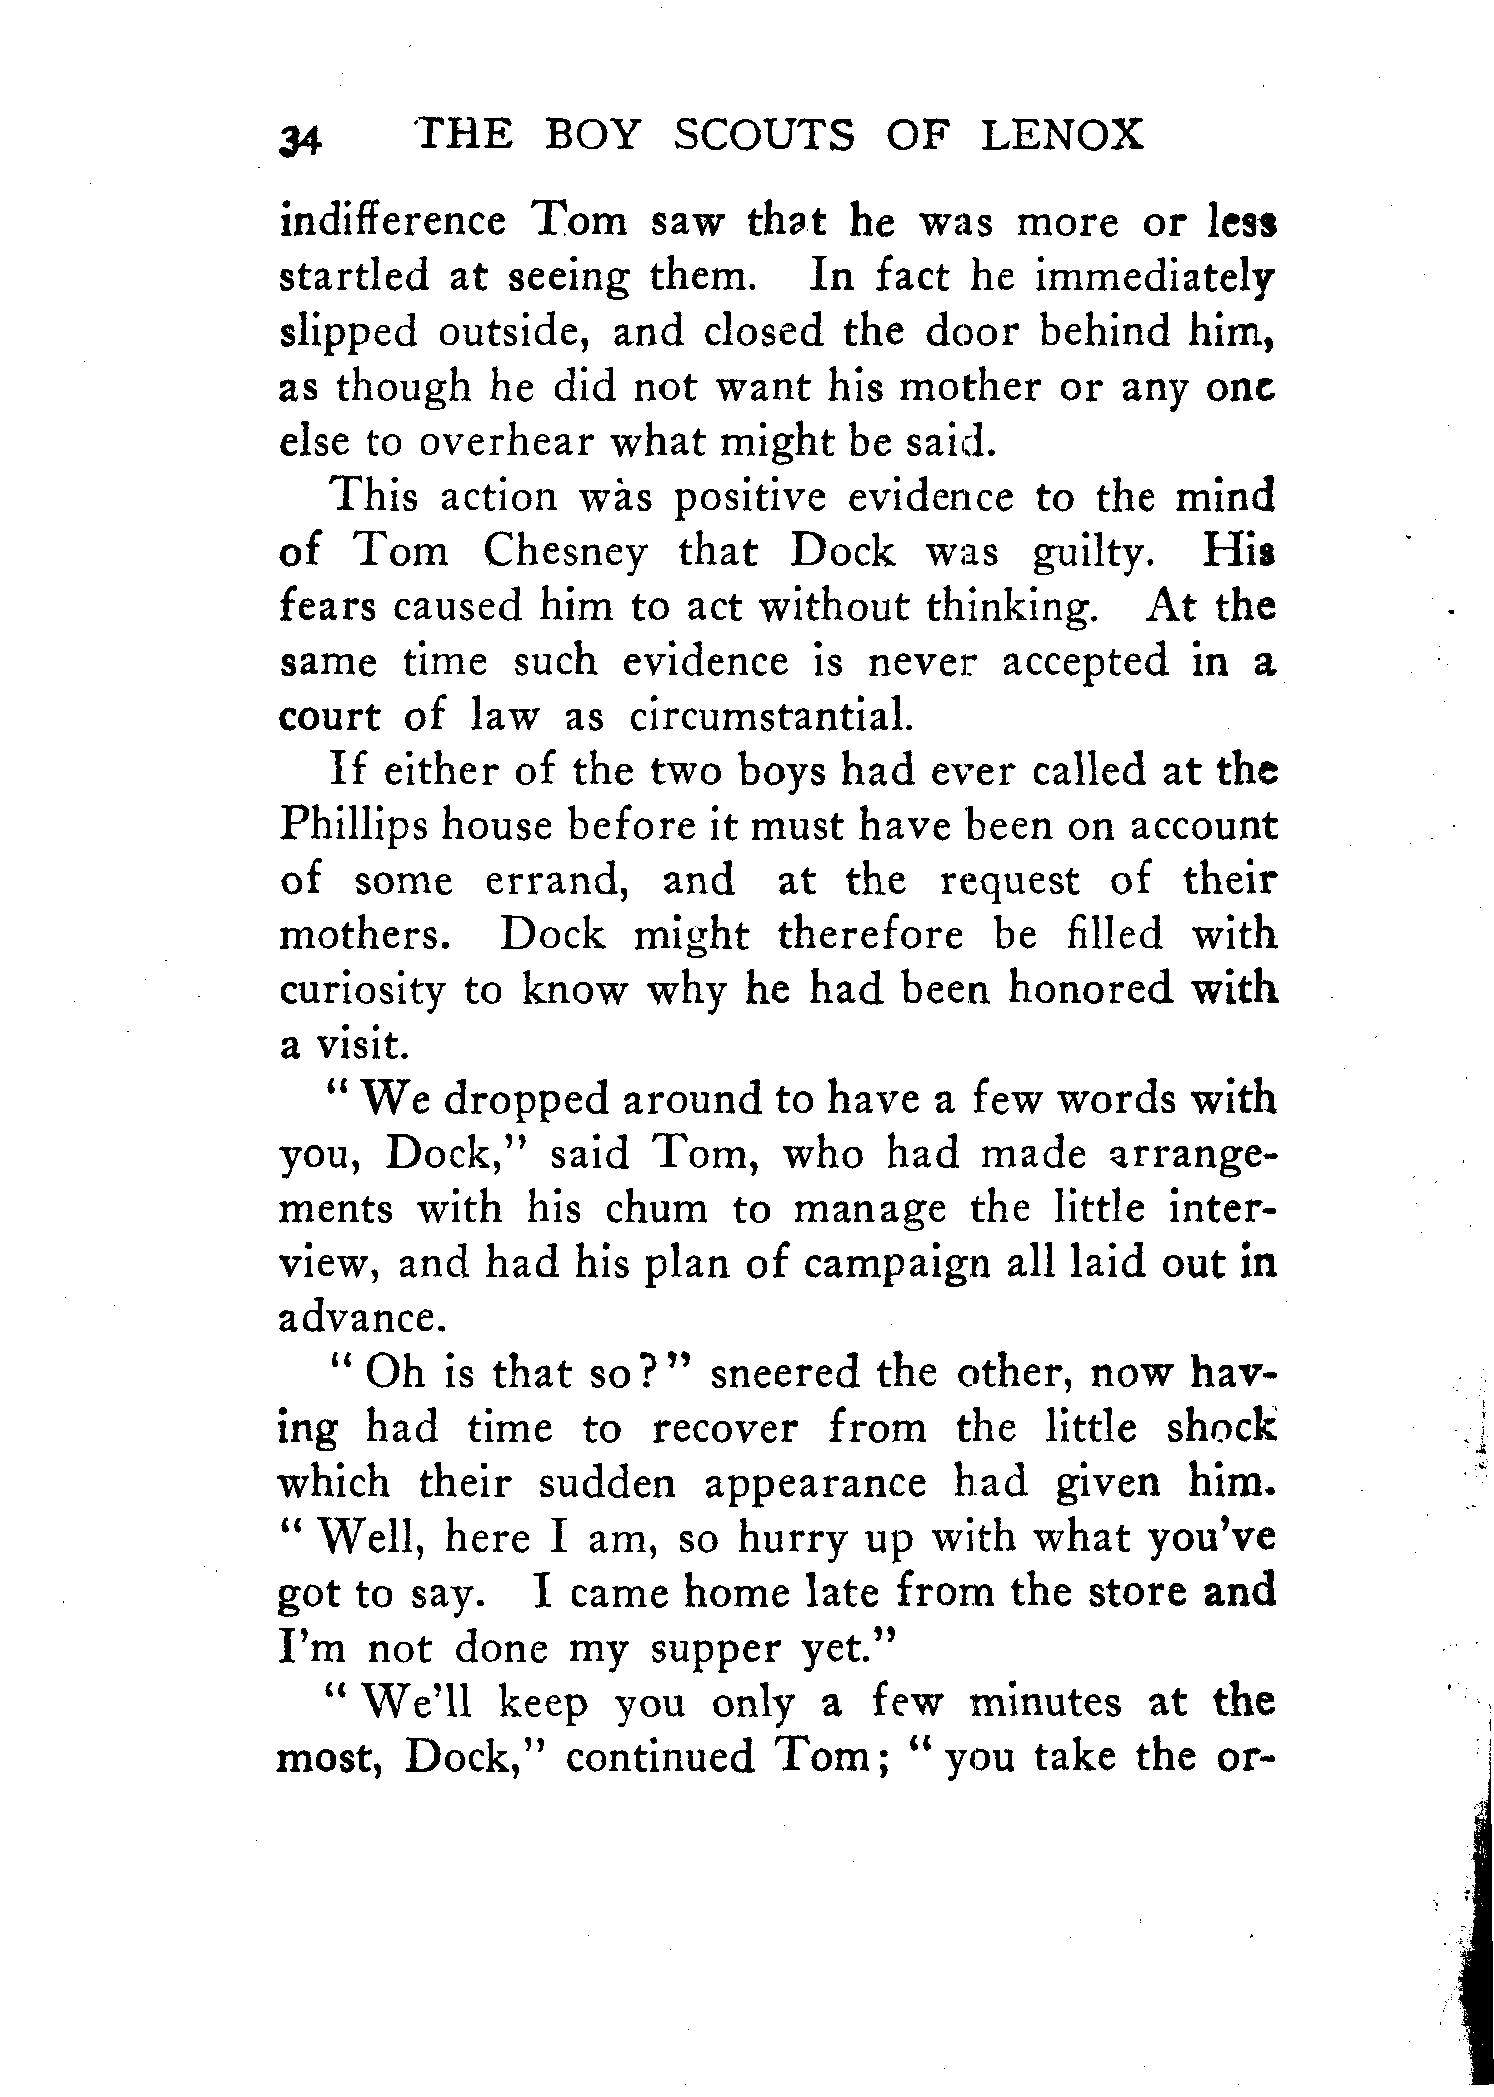 34 THE BOY SCOUTS OF LENOX
indifference Tom saw that he was more or less
startled at seeing them. In fact he immediately
slipped outside, and closed the door behind him,
as though he did not want his mother or any one
else to overhear what might be said.
This action was positive evidence to the mind
of Tom Chesney that Dock was guilty. His
fears caused him to act without thinking. At the
same time such evidence is never accepted in a
court of law as circumstantial.
If either of the two boys had ever called at the
Phillips house before it must have been on account
of some errand, and at the request of their
mothers. Dock might therefore be filled with
curiosity to know why he had been honored with
a visit.
" We dropped around to have a few words with
you, Dock," said Tom, who had made arrange-
ments with his chum to manage the little inter-
view, and had his plan of campaign all laid out in
advance.
" Oh is that so? " sneered the other, now hav-
ing had time to recover from the little shock
which their sudden appearance had given him.
" Well, here I am, so hurry up with what you've
got to say. I came home late from the store and
I'm not done my supper yet."
" We'll keep you only a few minutes at the
most, Dock," continued Tom; " you take the or-